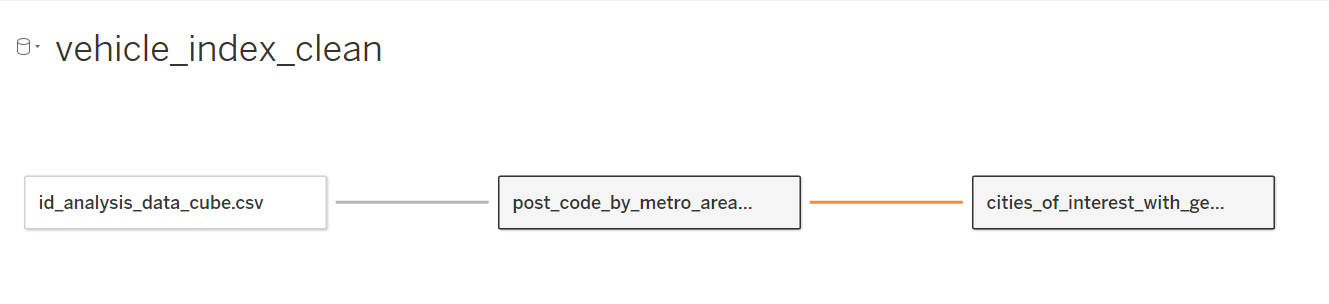 vehicle_index_clean
id_analysis_data_cube.csv
post_code_by_metro_area...
cities_of_interest_with_ge...